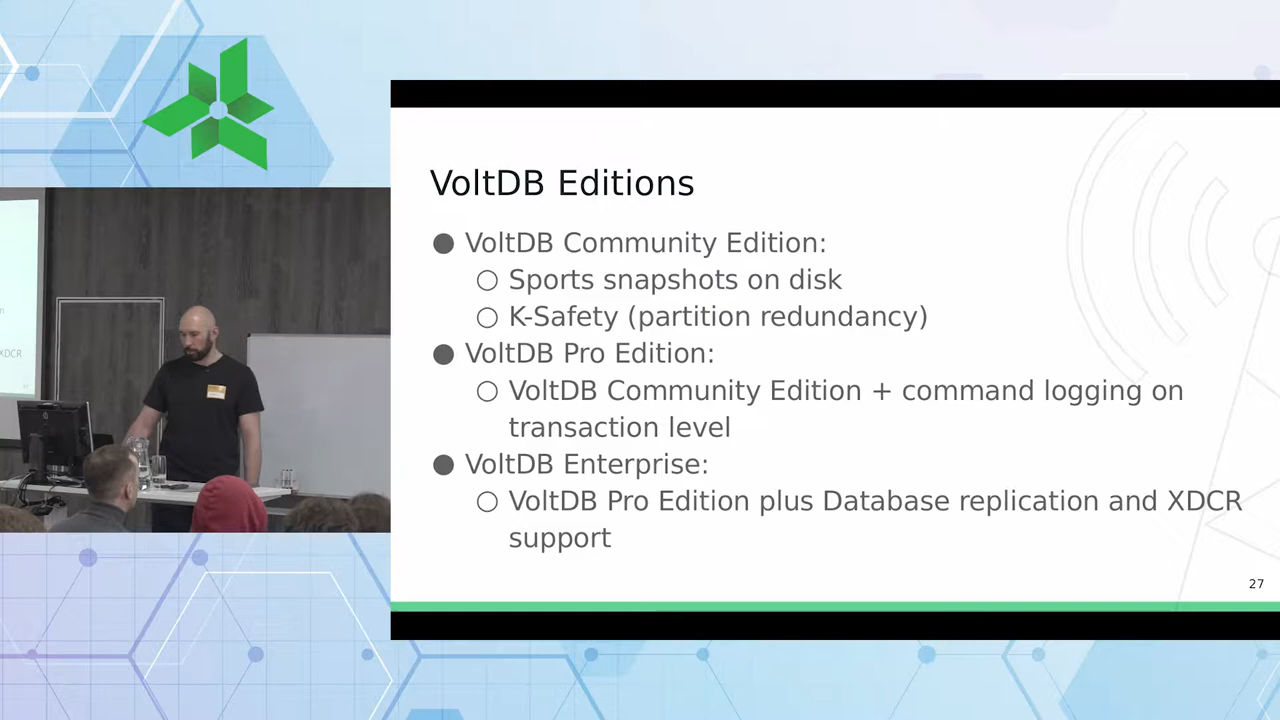 VoltDB Editions
● VoltDB Community Edition:
○ Sports snapshots on disk
○ K-Safety (partition redundancy)
● VoltDB Pro Edition:
○ VoltDB Community Edition + command logging on
transaction level
● VoltDB Enterprise:
○ VoltDB Pro Edition plus Database replication and XDCR
support
27
XDCR